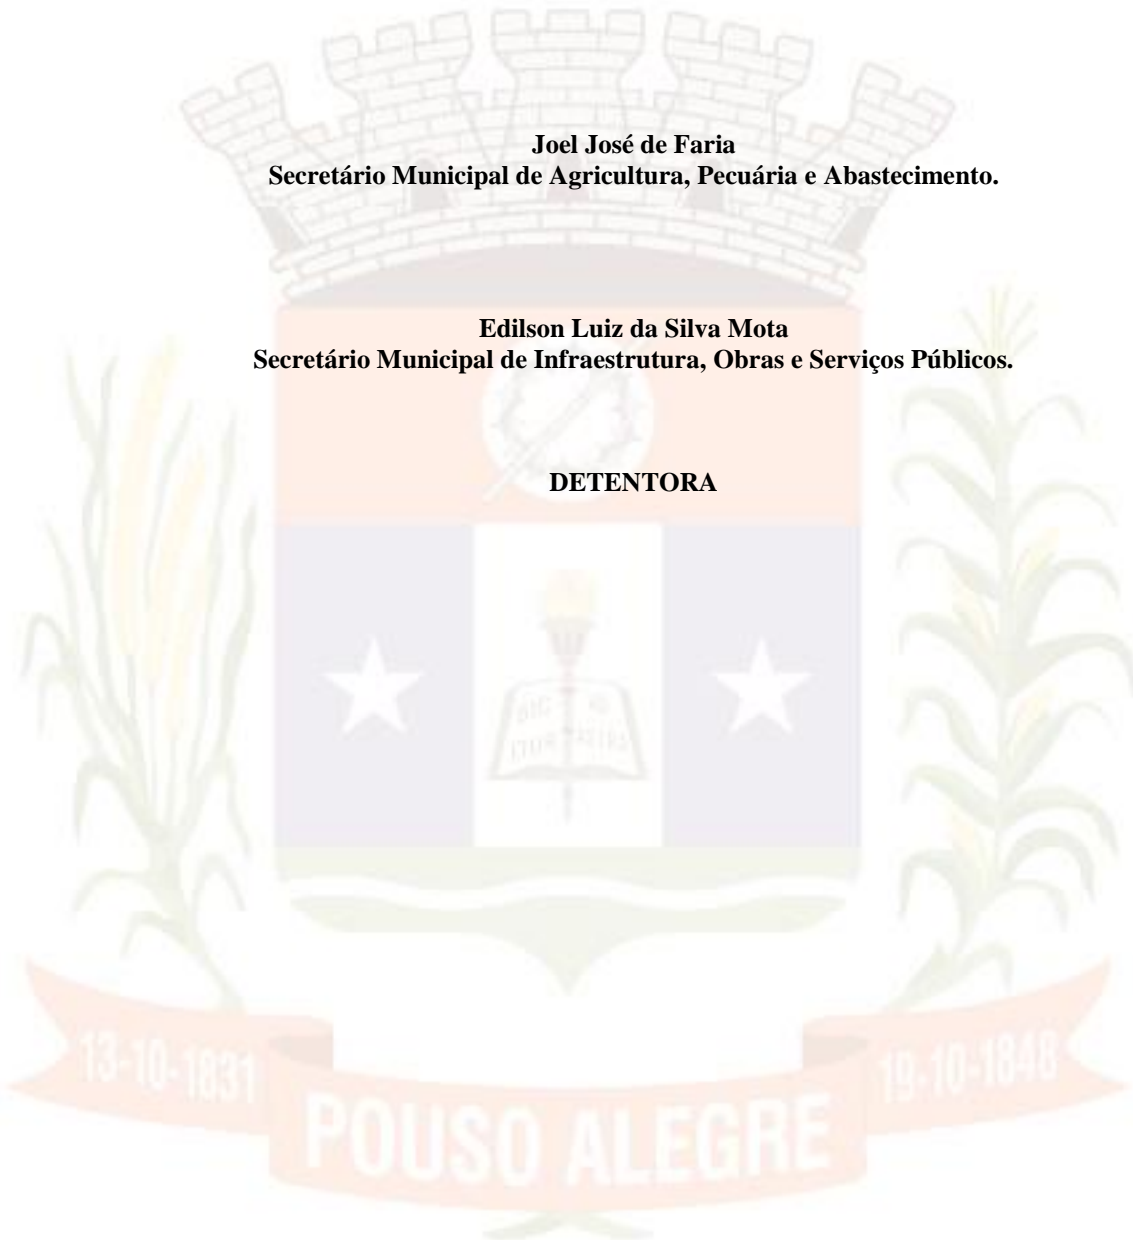 Joel José de Faria
Secretário Municipal de Agricultura, Pecuária e Abastecimento.
Edilson Luiz da Silva Mota
Secretário Municipal de Infraestrutura, Obras e Serviços Públicos.
DETENTORA
13-10-1831
19-10-1848
POUSO ALEGRE